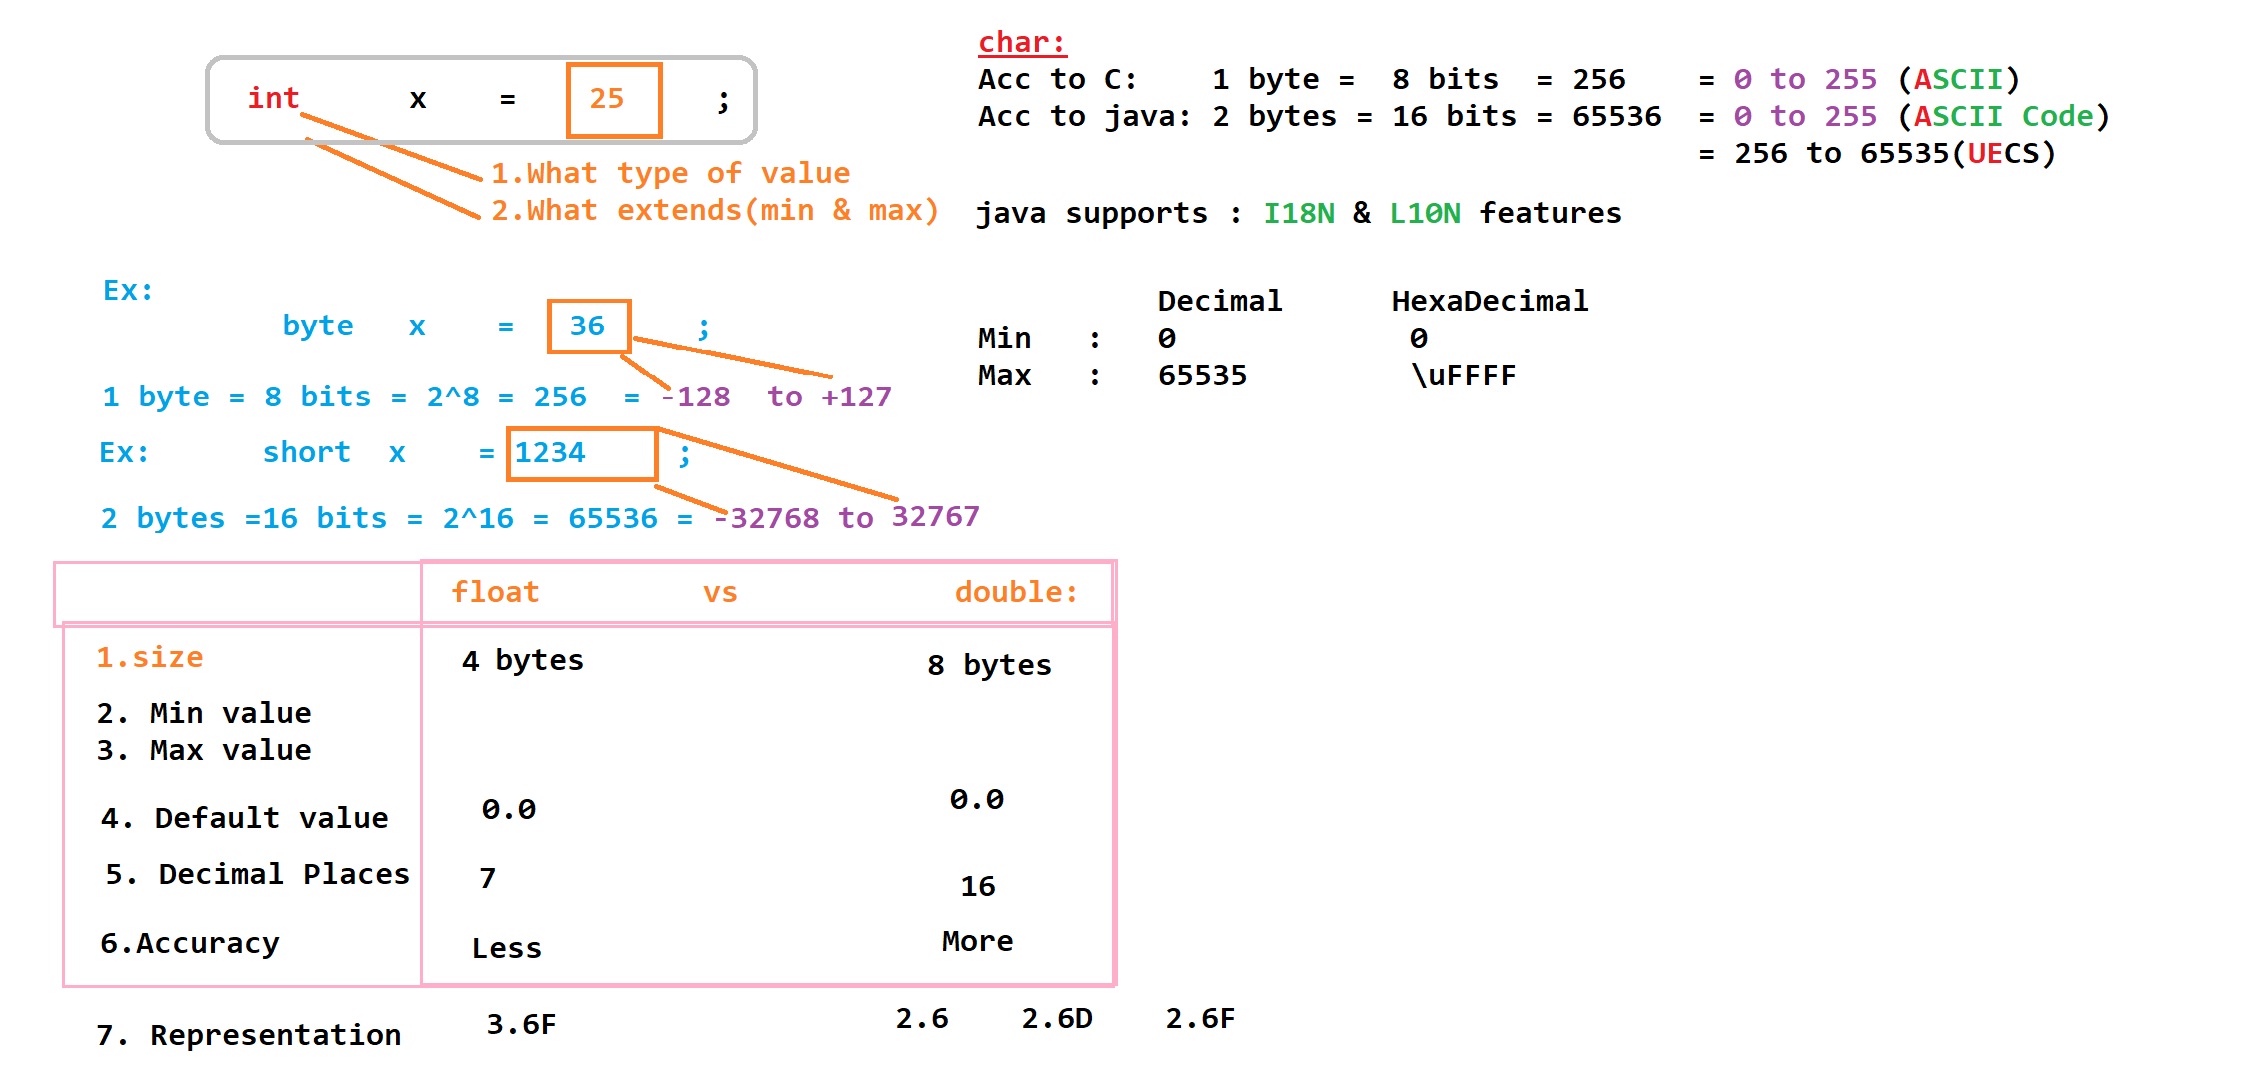 int x = 25 ;
1.What type of value
2.What extends(min & max)
Ex:
byte x = 36 ;
1 byte = 8 bits = 2^8 = 256 = -128 to +127
Ex: short x = 1234 ;
2 bytes =16 bits = 2^16 = 65536 = -32768 to 32767
char:
Acc to C: 1 byte = 8 bits = 256 = 0 to 255 (ASCII)
Acc to java: 2 bytes = 16 bits = 65536 = 0 to 255 (ASCII Code)
= 256 to 65535(UECS)
java supports : I18N & L10N features
Decimal HexaDecimal
Min : 0 0
Max : 65535 \uFFFF
float vs double:
1.size 4 bytes 8 bytes
2. Min value
3. Max value
4. Default value 0.0 0.0
5. Decimal Places 7 16
6.Accuracy Less More
7. Representation 3.6F 2.6 2.6D 2.6F